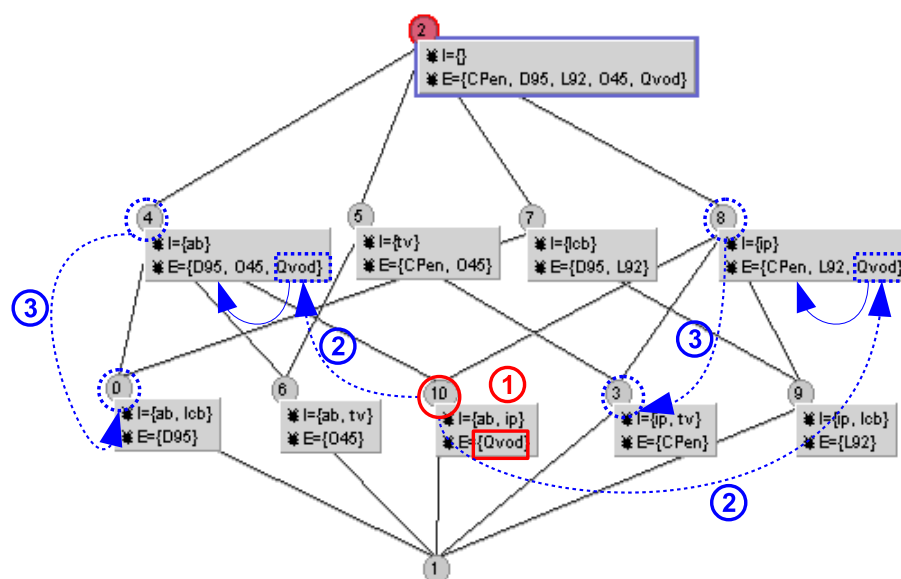 2
I={}
E={CPen, D95, L92, O45, Qvod}
4
5
7
8
I={ab}
E={D95, O45, Qvod}
I={tv}
E={CPen, O45}
I={lcb}
E={D95, L92}
I={ip}
E={CPen, L92, Qvod}
3
2
3
1
0
6
10
3
9
I={ab, lcb}
E={D95}
I={ab, tv}
E={O45}
I={ab, ip}
E={Qvod}
I={ip, tv}
E={CPen}
I={ip, lcb}
E={L92}
2
1